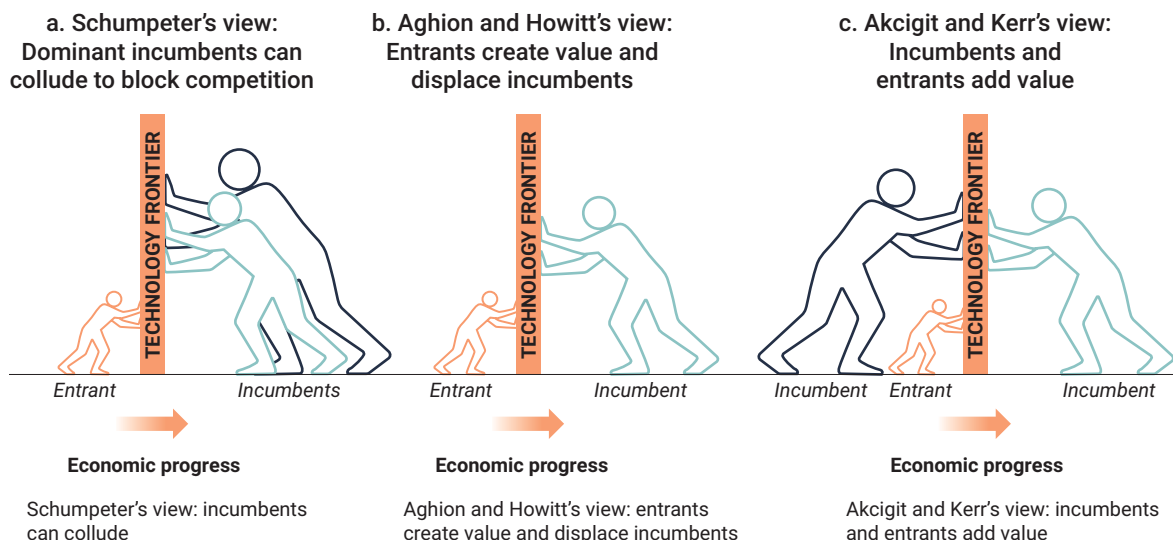 a. Schumpeter’s view:
Dominant incumbents can
collude to block competition
TECHNOLOGY FRONTIER
Entrant
Incumbents
Economic progress
Schumpeter’s view: incumbents
can collude
b. Aghion and Howitt’s view:
Entrants create value and
displace incumbents
TECHNOLOGY FRONTIER
Entrant
Incumbent
Economic progress
Aghion and Howitt’s view: entrants
create value and displace incumbents
c. Akcigit and Kerr’s view:
Incumbents and
entrants add value
TECHNOLOGY FRONTIER
Incumbent
Entrant
Incumbent
Economic progress
Akcigit and Kerr’s view: incumbents
and entrants add value